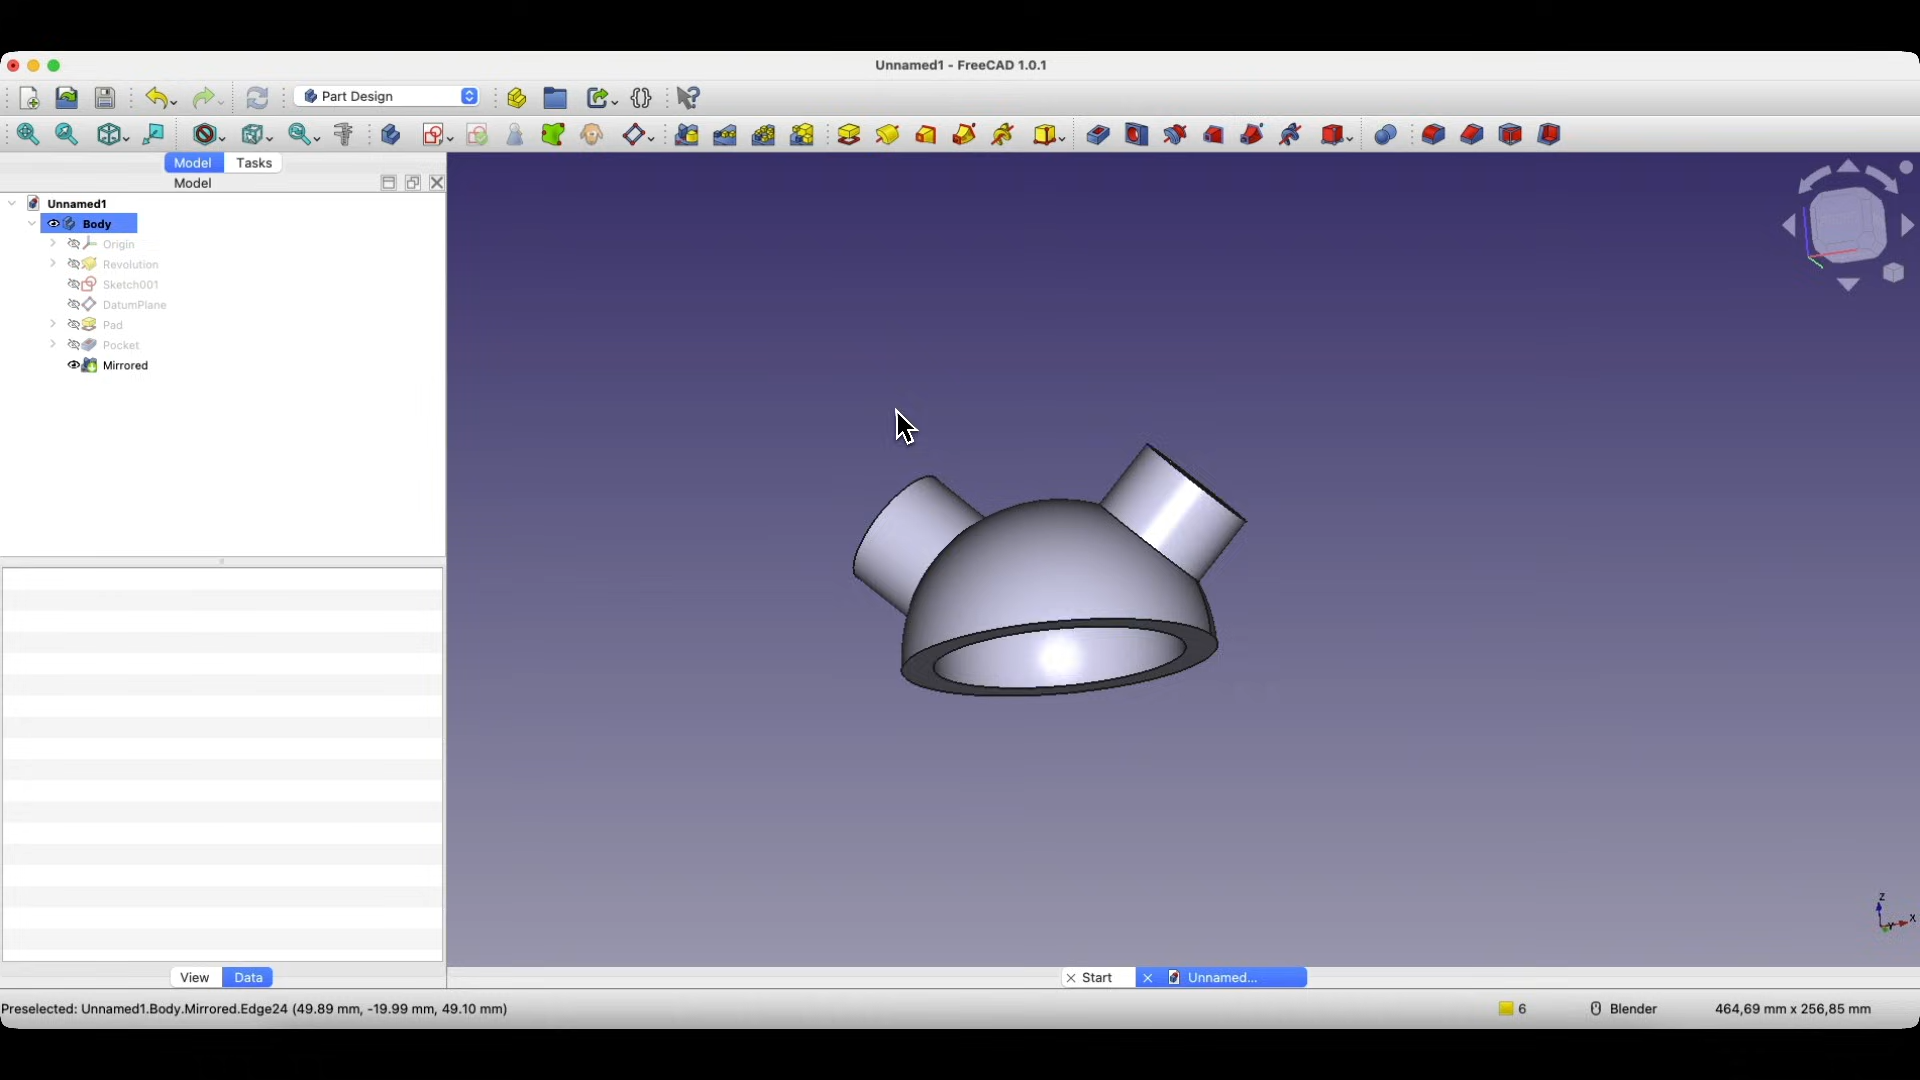 Unnamed1 - FreeCAD 1.0.1
Part Design
Model
Tasks
Model
Unnamed1
Body
Origin
Revolution
Sketch001
DatumPlane
Pad
Pocket
Mirrored
Z
X
View
Data
Start
Unnamed...
Preselected: Unnamed1.Body.Mirrored.Edge24 (49.89 mm, -19.99 mm, 49.10 mm)
6
Blender
464,69 mm x 256,85 mm